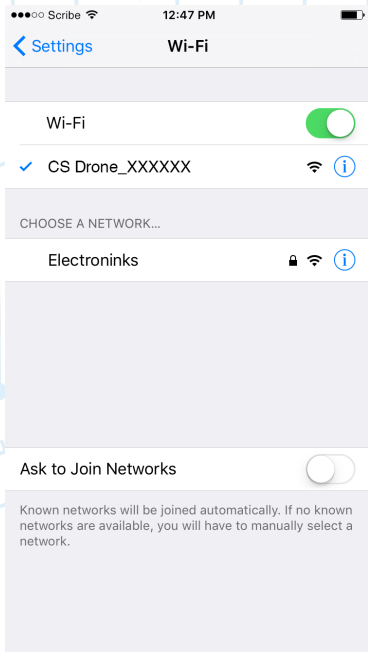 Scribe 12:47 PM
Settings Wi-Fi
Wi-Fi
CS Drone_XXXXXX
CHOOSE A NETWORK...
Electroninks
Ask to Join Networks
Known networks will be joined automatically. If no known
networks are available, you will have to manually select a
network.